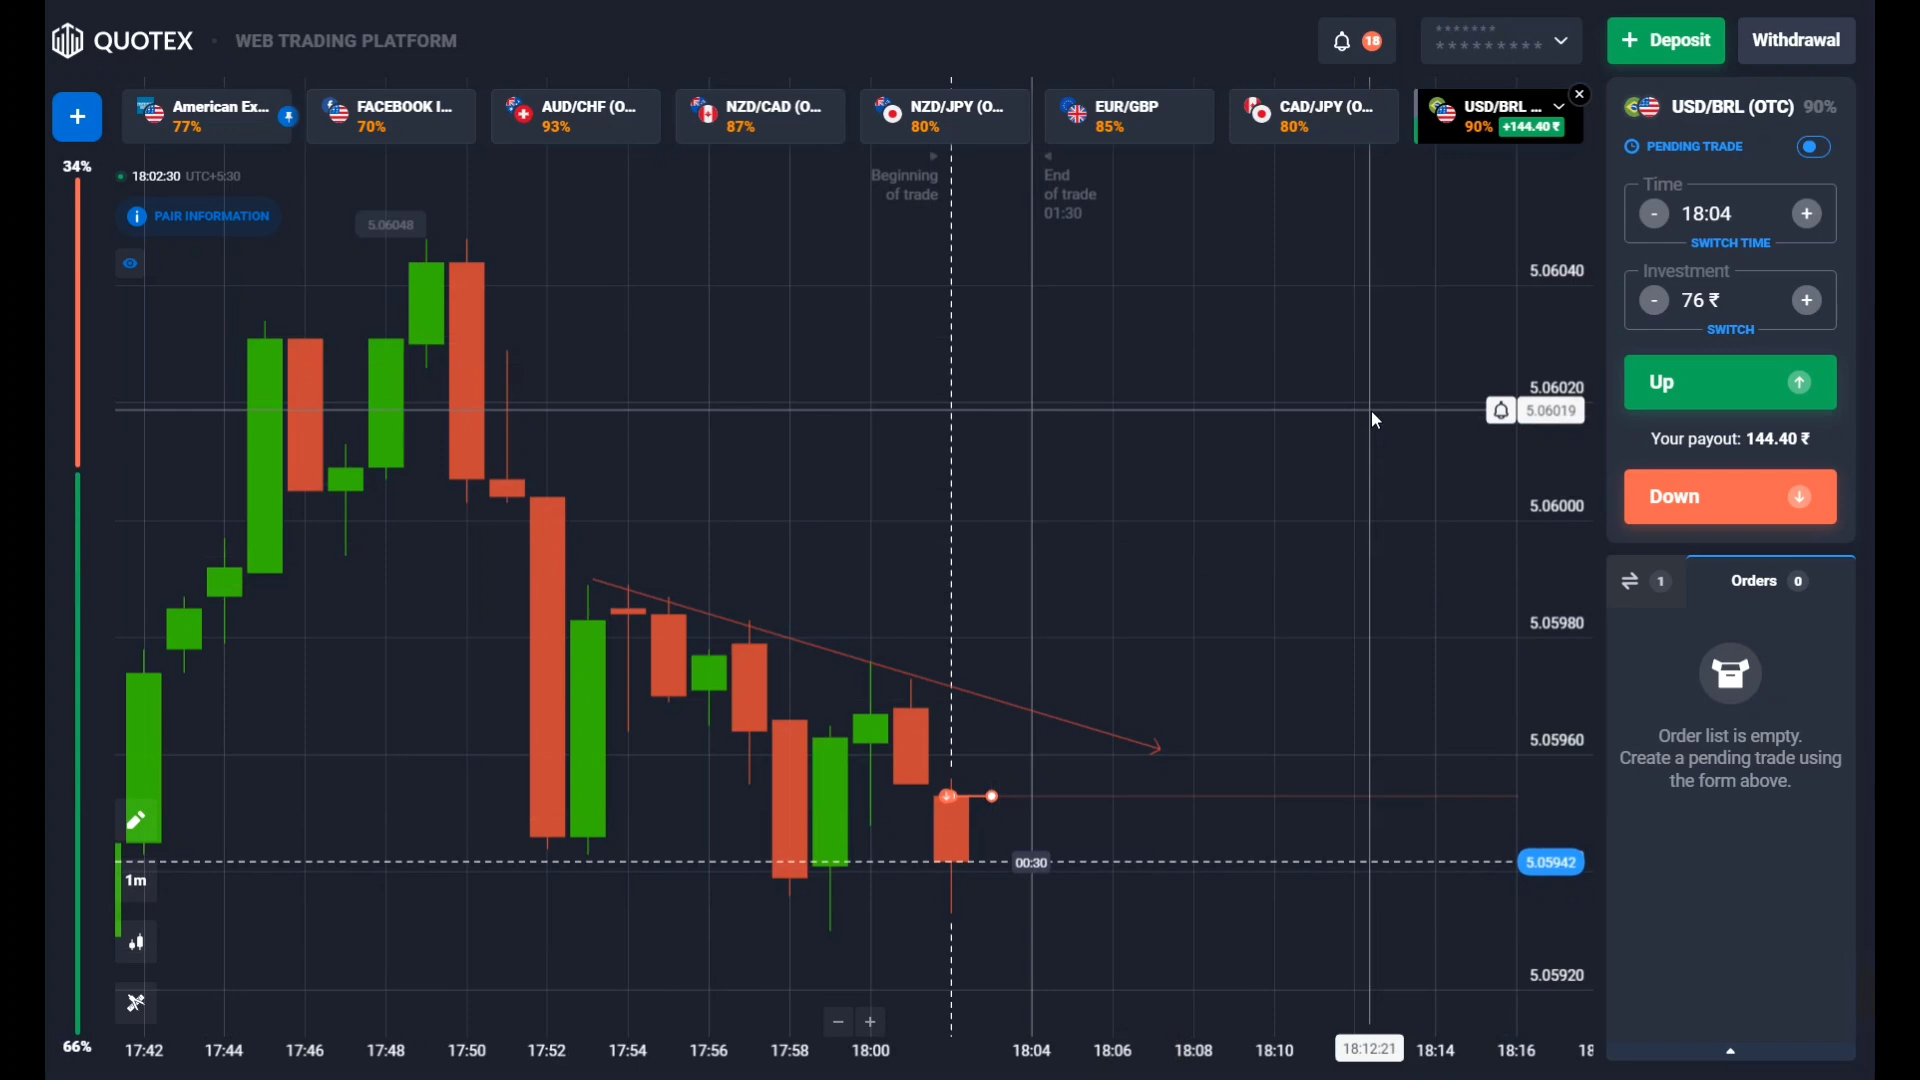 QUOTEX
WEB TRADING PLATFORM
18
*******
*********
+ Deposit
Withdrawal
+
American Ex...
77%
FACEBOOK I...
70%
AUD/CHF (O...
93%
NZD/CAD (O...
87%
NZD/JPY (O...
80%
EUR/GBP
85%
CAD/JPY (O...
80%
USD/BRL ...
90% +144.40 ₹
USD/BRL (OTC) 90%
PENDING TRADE
Time
- 18:04 +
SWITCH TIME
Investment
- 76 ₹ +
SWITCH
Up
Your payout: 144.40 ₹
Down
1
Orders 0
Order list is empty.
Create a pending trade using
the form above.
34%
66%
18:02:30 UTC+5:30
PAIR INFORMATION
Beginning
of trade
End
of trade
01:30
5.06048
5.06040
5.06020
5.06019
5.06000
5.05980
5.05960
00:30
5.05942
5.05920
1m
- +
17:42
17:44
17:46
17:48
17:50
17:52
17:54
17:56
17:58
18:00
18:04
18:06
18:08
18:10
18:12:21
18:14
18:16
18